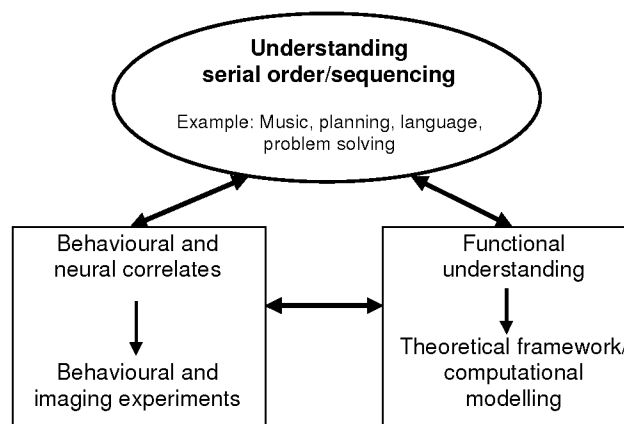 Understanding
serial order/sequencing
Example: Music, planning, language,
problem solving
Behavioural and
neural correlates
Behavioural and
imaging experiments
Functional
understanding
Theoretical framework/
computational
modelling